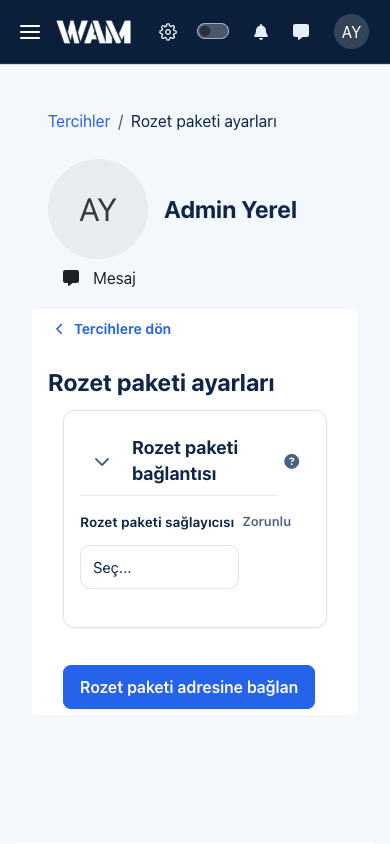 WAM
AY
Tercihler / Rozet paketi ayarları
AY
Admin Yerel
Mesaj
Tercihlere dön
Rozet paketi ayarları
Rozet paketi
bağlantısı
?
Rozet paketi sağlayıcısı Zorunlu
Seç...
Rozet paketi adresine bağlan